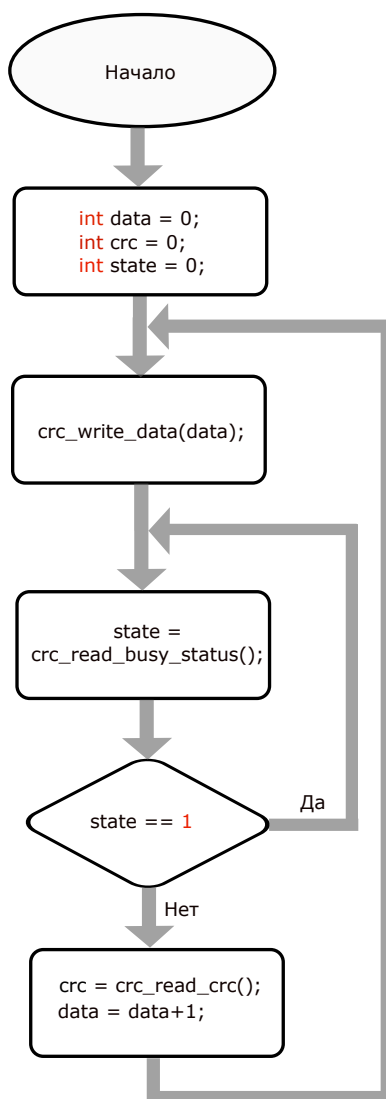 Начало
int data = 0;
int crc = 0;
int state = 0;
crc_write_data(data);
state =
crc_read_busy_status();
state == 1
Да
Нет
crc = crc_read_crc();
data = data+1;